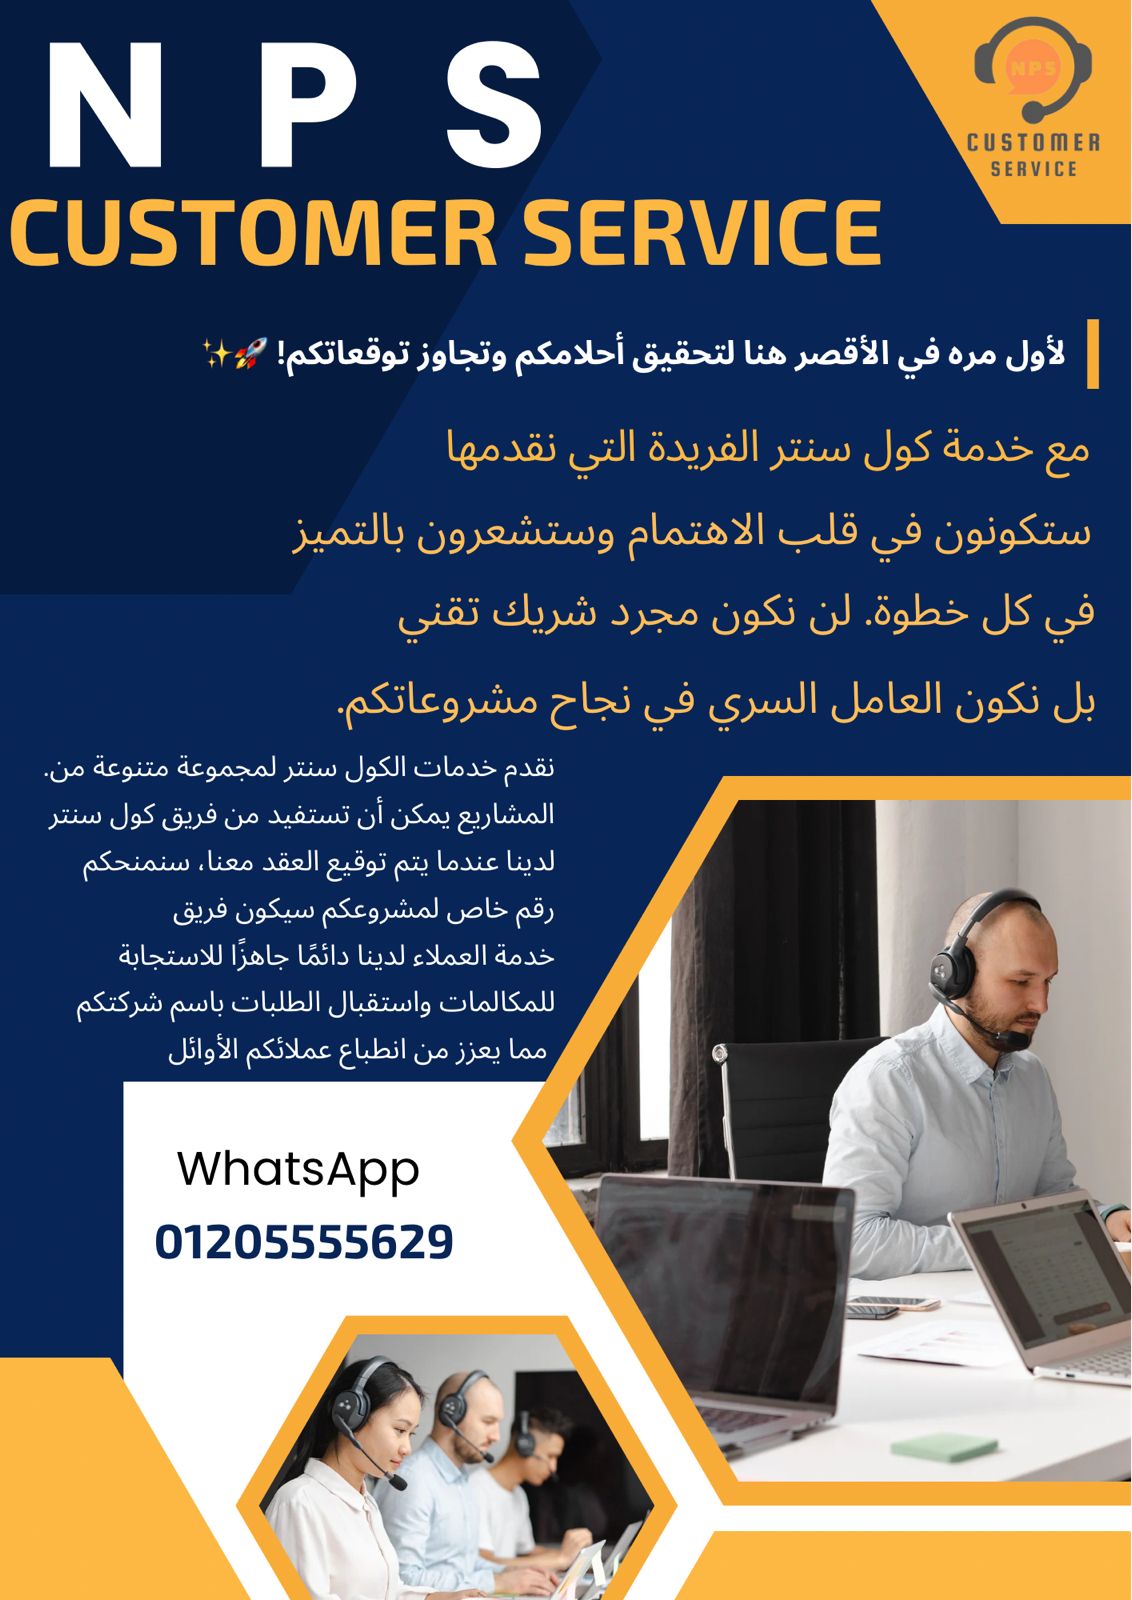 N P S
CUSTOMER SERVICE
NPS
CUSTOMER
SERVICE
لأول مره في الأقصر هنا لتحقيق أحلامكم وتجاوز توقعاتكم! 🚀✨
مع خدمة كول سنتر الفريدة التي نقدمها
ستكونون في قلب الاهتمام وستشعرون بالتميز
في كل خطوة. لن نكون مجرد شريك تقني
بل نكون العامل السري في نجاح مشروعاتكم.
نقدم خدمات الكول سنتر لمجموعة متنوعة من.
المشاريع يمكن أن تستفيد من فريق كول سنتر
لدينا عندما يتم توقيع العقد معنا، سنمنحكم
رقم خاص لمشروعكم سيكون فريق
خدمة العملاء لدينا دائمًا جاهزًا للاستجابة
للمكالمات واستقبال الطلبات باسم شركتكم
مما يعزز من انطباع عملائكم الأوائل
WhatsApp
01205555629